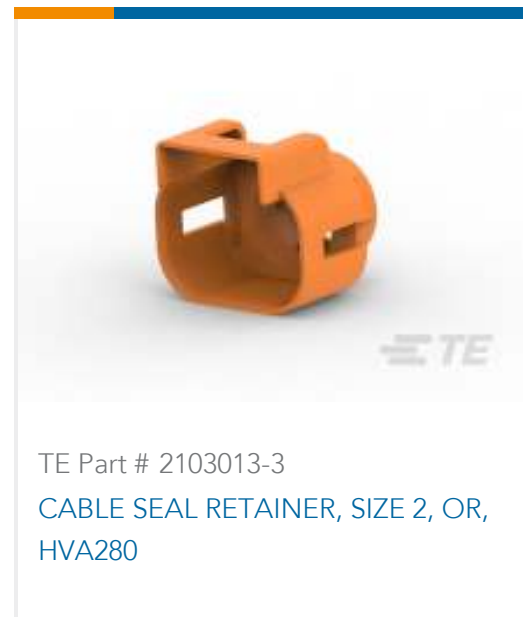 TE
TE Part # 2103013-3
CABLE SEAL RETAINER, SIZE 2, OR,
HVA280